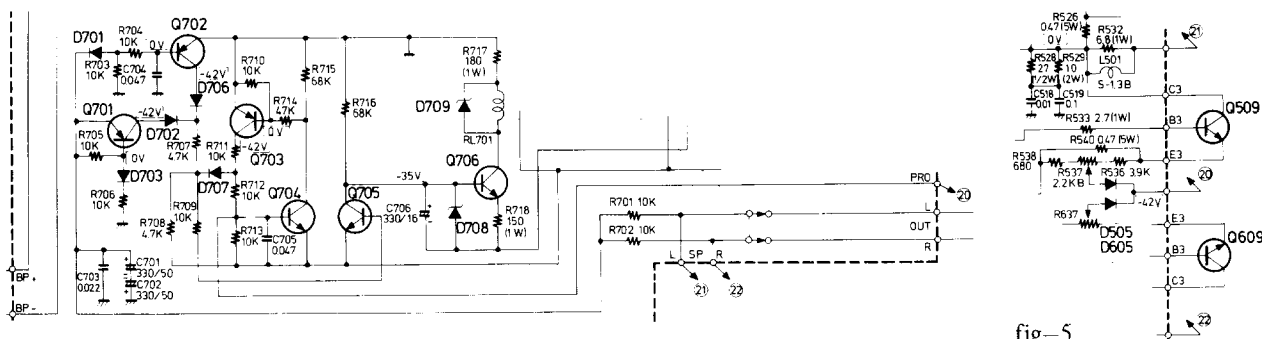 D701
R704
10K
Q702
0V
R703
10K
C704
0.047
-42V
D706
R710
10K
R715
68K
R717
180
(1W)
Q701
-42V
D702
R714
47K
0V
R716
68K
D709
RL701
R705
10K
0V
R707
4.7K
R711
10K
-42V
Q703
D703
D707
R706
10K
R712
10K
Q704
Q705
-35V
Q706
R708
4.7K
R709
10K
R713
10K
C705
0.047
C706
330/16
D708
R718
150
(1W)
C703
0.022
C701
330/50
C702
330/50
BP +
BP -
R701 10K
R702 10K
PRO
20
L
OUT
R
L SP R
21
22
R526
0.47(5W)
0V
R532
6.8(1W)
21
R528
27
(1/2W)
R529
10
(2W)
L501
S-1.3B
C518
0.01
C519
0.1
C3
Q509
R533 2.7(1W)
B3
R540 0.47(5W)
R538
680
R537
2.2KB
R536
3.9K
E3
20
-42V
R637
D505
D605
E3
Q609
B3
C3
22
fig-5